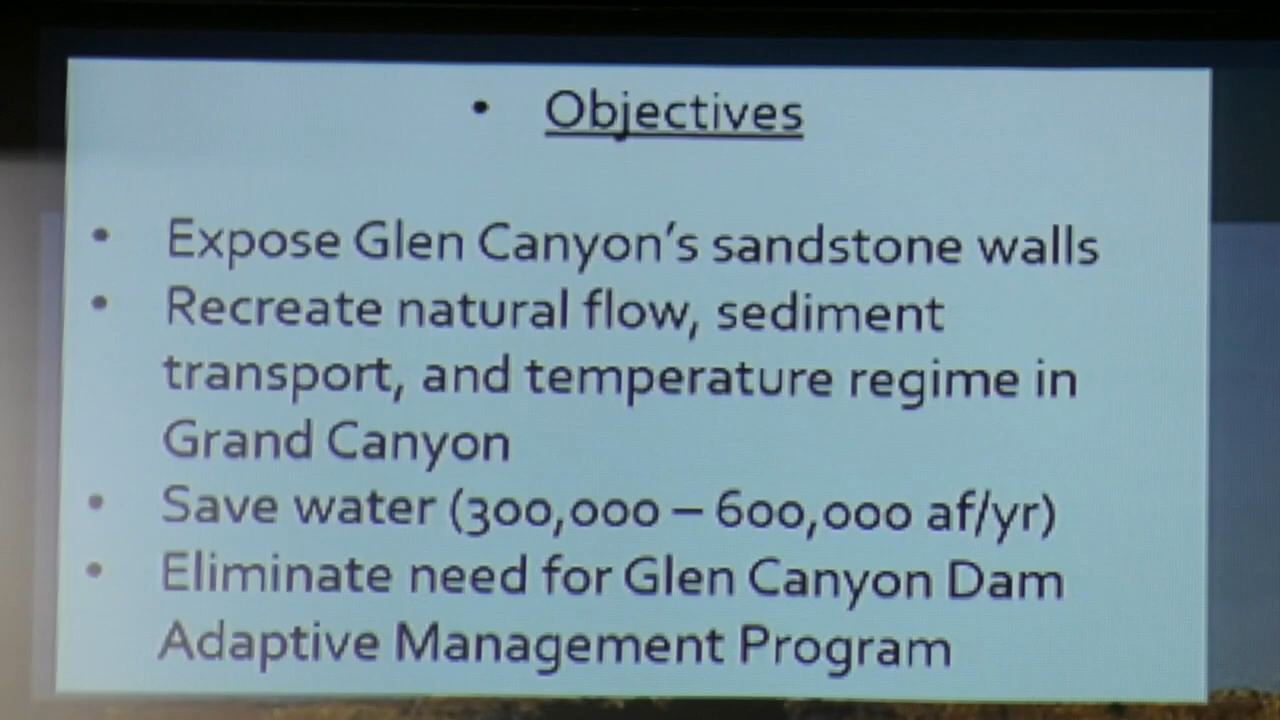 • Objectives
• Expose Glen Canyon's sandstone walls
• Recreate natural flow, sediment
transport, and temperature regime in
Grand Canyon
• Save water (300,000 – 600,000 af/yr)
• Eliminate need for Glen Canyon Dam
Adaptive Management Program